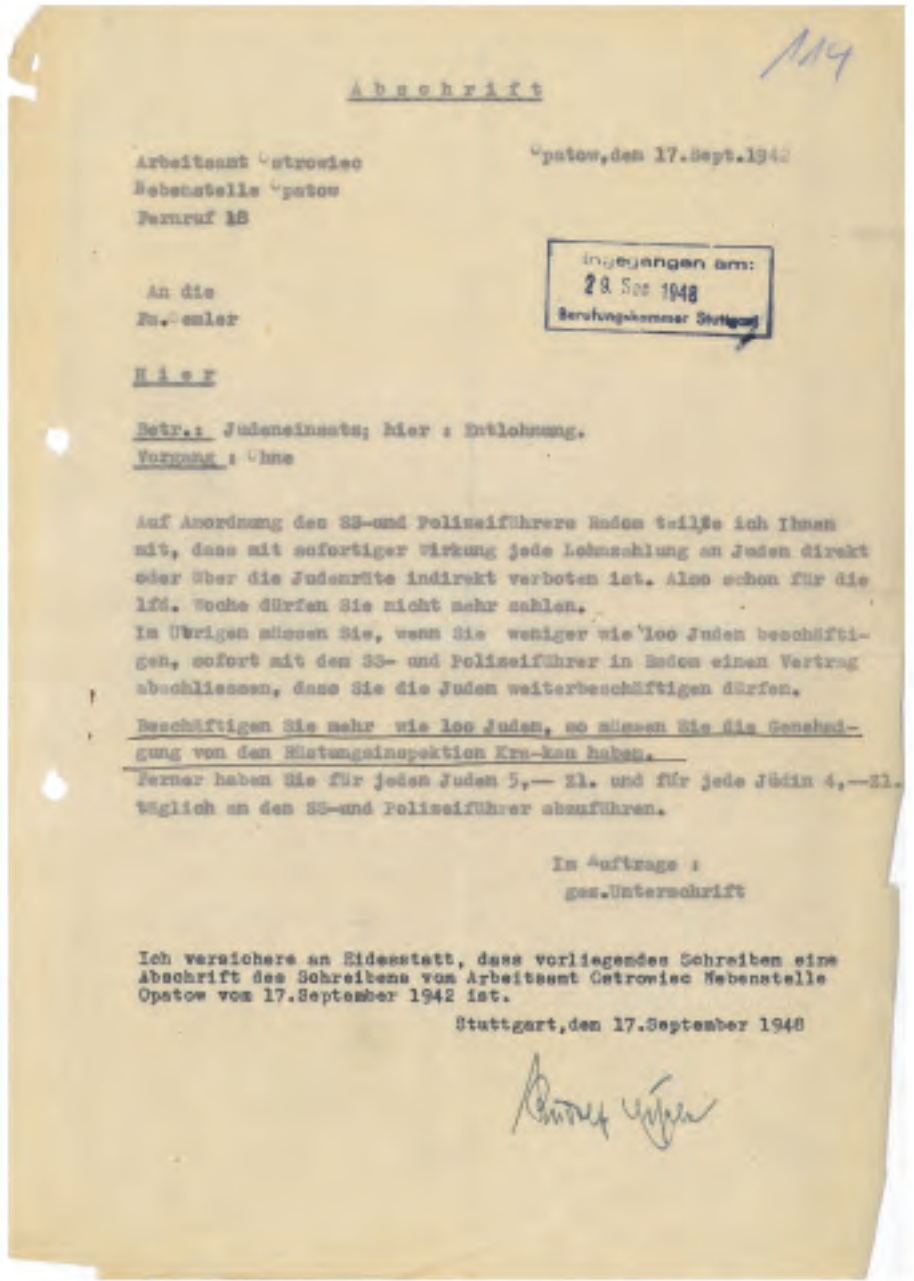 114
Abschrift
Arbeitsamt Ostrowiec
Nebenstelle Opatow
Fernruf 18
Opatow,den 17.Sept.1942
Eingegangen am:
29. Sep 1948
Berufungskammer Stuttgart
An die
Fa.
Hier
Betr.: Judeneinsatz; hier : Entlohnung.
Vorgang : Ohne
Auf Anordnung des SS-und Polizeiführers Radom teile ich Ihnen
mit, dass mit sofortiger Wirkung jede Lohnzahlung an Juden direkt
oder über die Judenräte indirekt verboten ist. Also schon für die
lfd. Woche dürfen Sie nicht mehr zahlen.
Im Übrigen müssen Sie, wenn Sie weniger wie 100 Juden beschäfti-
gen, sofort mit dem SS- und Polizeiführer in Radom einen Vertrag
abschliessen, dass Sie die Juden weiterbeschäftigen dürfen.
Beschäftigen Sie mehr wie 100 Juden, so müssen Sie die Genehmi-
gung von den Rüstungsinspektion Kra-kau haben.
Ferner haben Sie für jeden Juden 5,-- Zl. und für jede Jüdin 4,--Zl.
täglich an den SS-und Polizeiführer abzuführen.
Im Auftrage :
gez.Unterschrift
Ich versichere an Eidesstatt, dass vorliegendes Schreiben eine
Abschrift des Schreibens vom Arbeitsamt Ostrowiec Nebenstelle
Opatow vom 17.September 1942 ist.
Stuttgart,den 17.September 1948
Rudolf